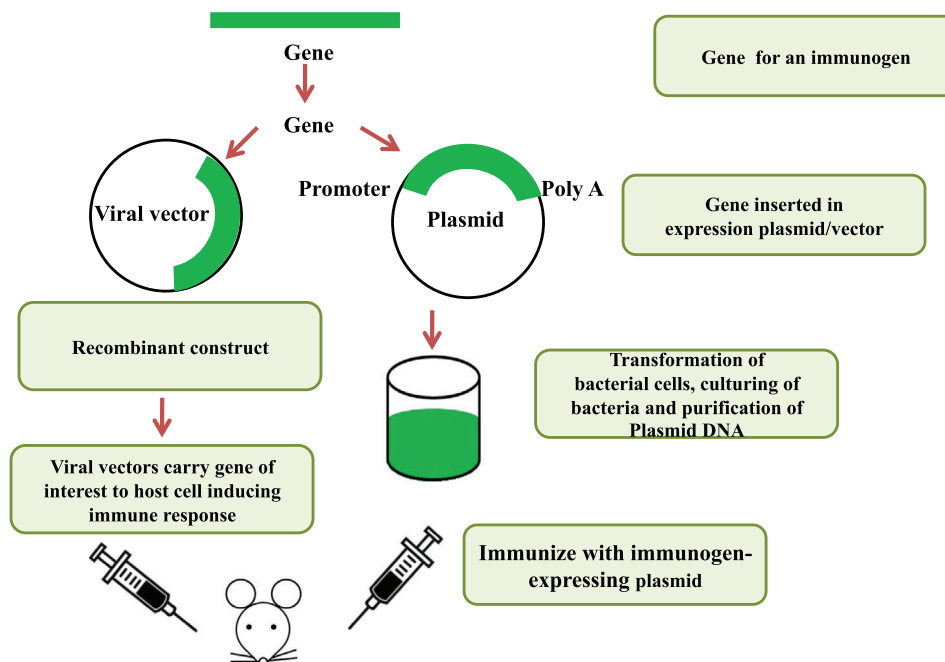 Gene
Gene for an immunogen
Gene
Promoter
Poly A
Viral vector
Plasmid
Gene inserted in
expression plasmid/vector
Recombinant construct
Transformation of
bacterial cells, culturing of
bacteria and purification of
Plasmid DNA
Viral vectors carry gene of
interest to host cell inducing
immune response
Immunize with immunogen-
expressing plasmid